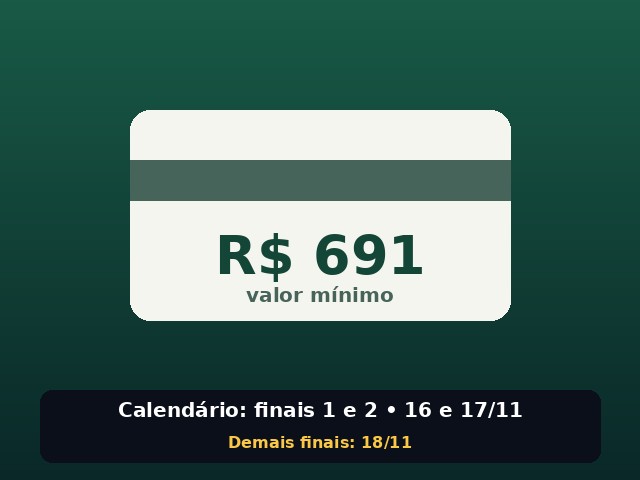 R$ 691
valor mínimo
Calendário: finais 1 e 2 • 16 e 17/11
Demais finais: 18/11